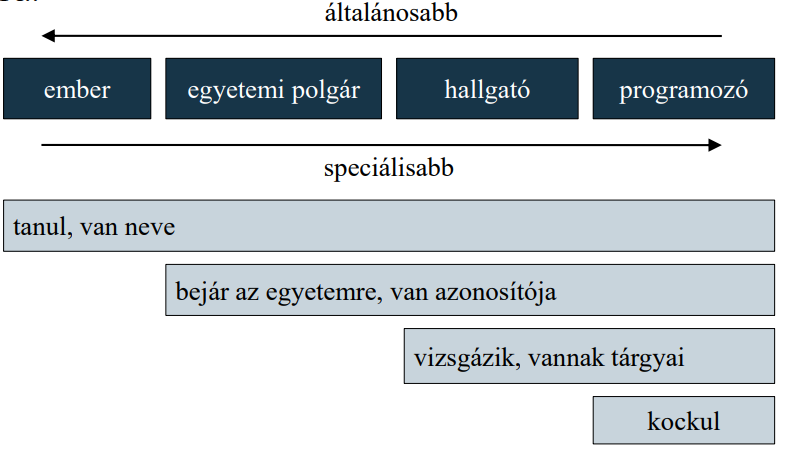 általánosabb
ember egyetemi polgár hallgató programozó
speciálisabb
tanul, van neve
bejár az egyetemre, van azonosítója
vizsgázik, vannak tárgyai
kockul